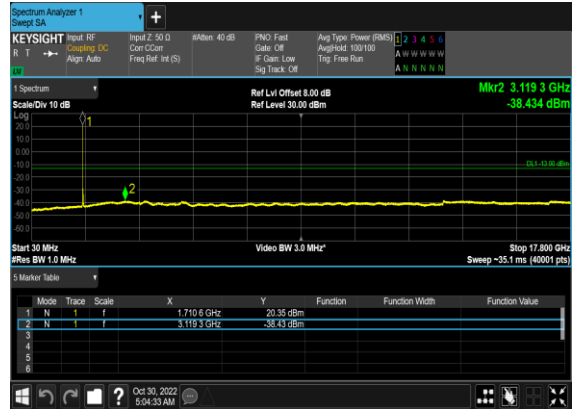 Spectrum Analyzer 1
Swept SA
+
KEYSIGHT Input: RF Input Z: 50 Ω #Atten: 40 dB PNO: Fast Avg Type: Power (RMS) 1 2 3 4 5 6
R T Coupling: DC Corr CCorr Gate: Off Avg|Hold: 100/100 A W W W W W
Align: Auto Freq Ref: Int (S) IF Gain: Low Trig: Free Run
Sig Track: Off A N N N N N
1 Spectrum Ref Lvl Offset 8.00 dB Mkr2 3.119 3 GHz
Scale/Div 10 dB Ref Level 30.00 dBm -38.434 dBm
Log
1
20.0
10.0
0.00
-10.0
DL1 -13.00 dBm
-20.0
-30.0
2
-40.0
-50.0
-60.0
Start 30 MHz Video BW 3.0 MHz* Stop 17.800 GHz
#Res BW 1.0 MHz Sweep ~35.1 ms (40001 pts)
5 Marker Table
Mode Trace Scale X Y Function Function Width Function Value
1 N 1 f 1.710 6 GHz 20.35 dBm
2 N 1 f 3.119 3 GHz -38.43 dBm
3
4
5
6
? Oct 30, 2022
5:04:33 AM